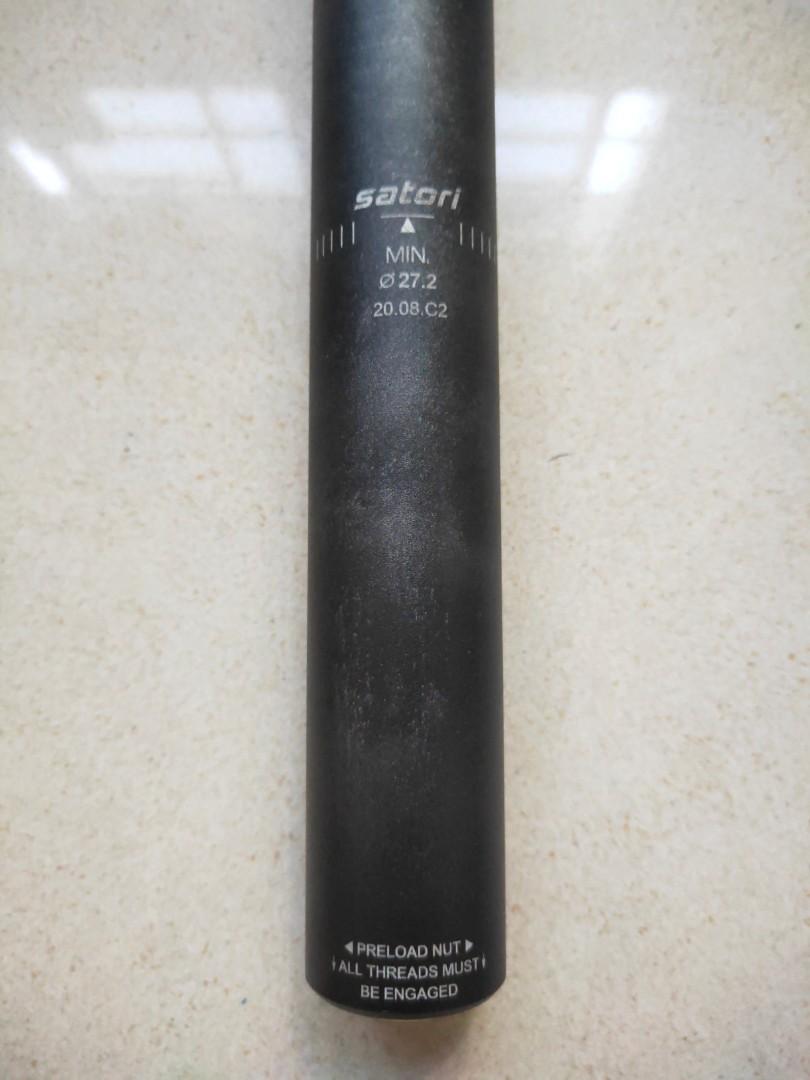 satori
MIN.
Ø 27.2
20.08.C2
PRELOAD NUT
ALL THREADS MUST
BE ENGAGED